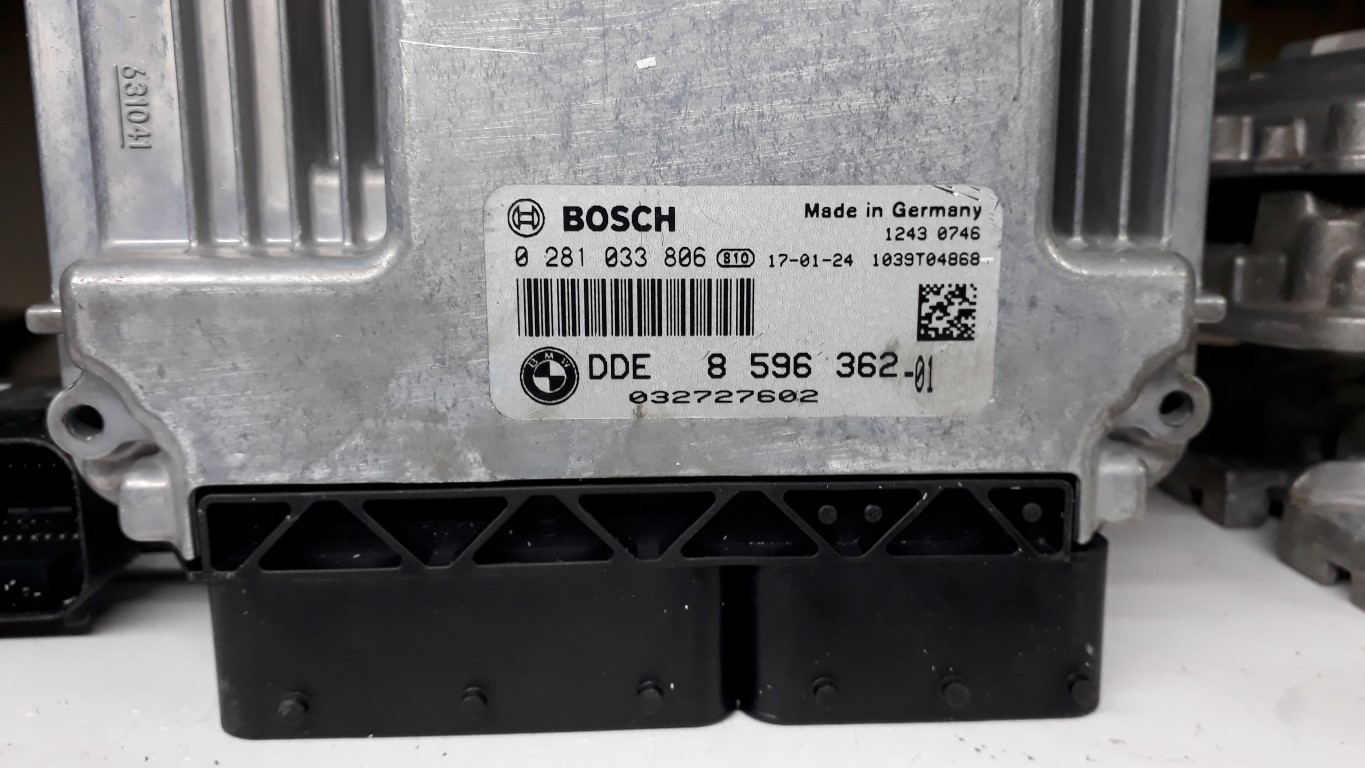 631041
BOSCH
Made in Germany
1243 0746
0 281 033 806 810 17-01-24 1039T04868
BMW
DDE 8 596 362-01
032727602